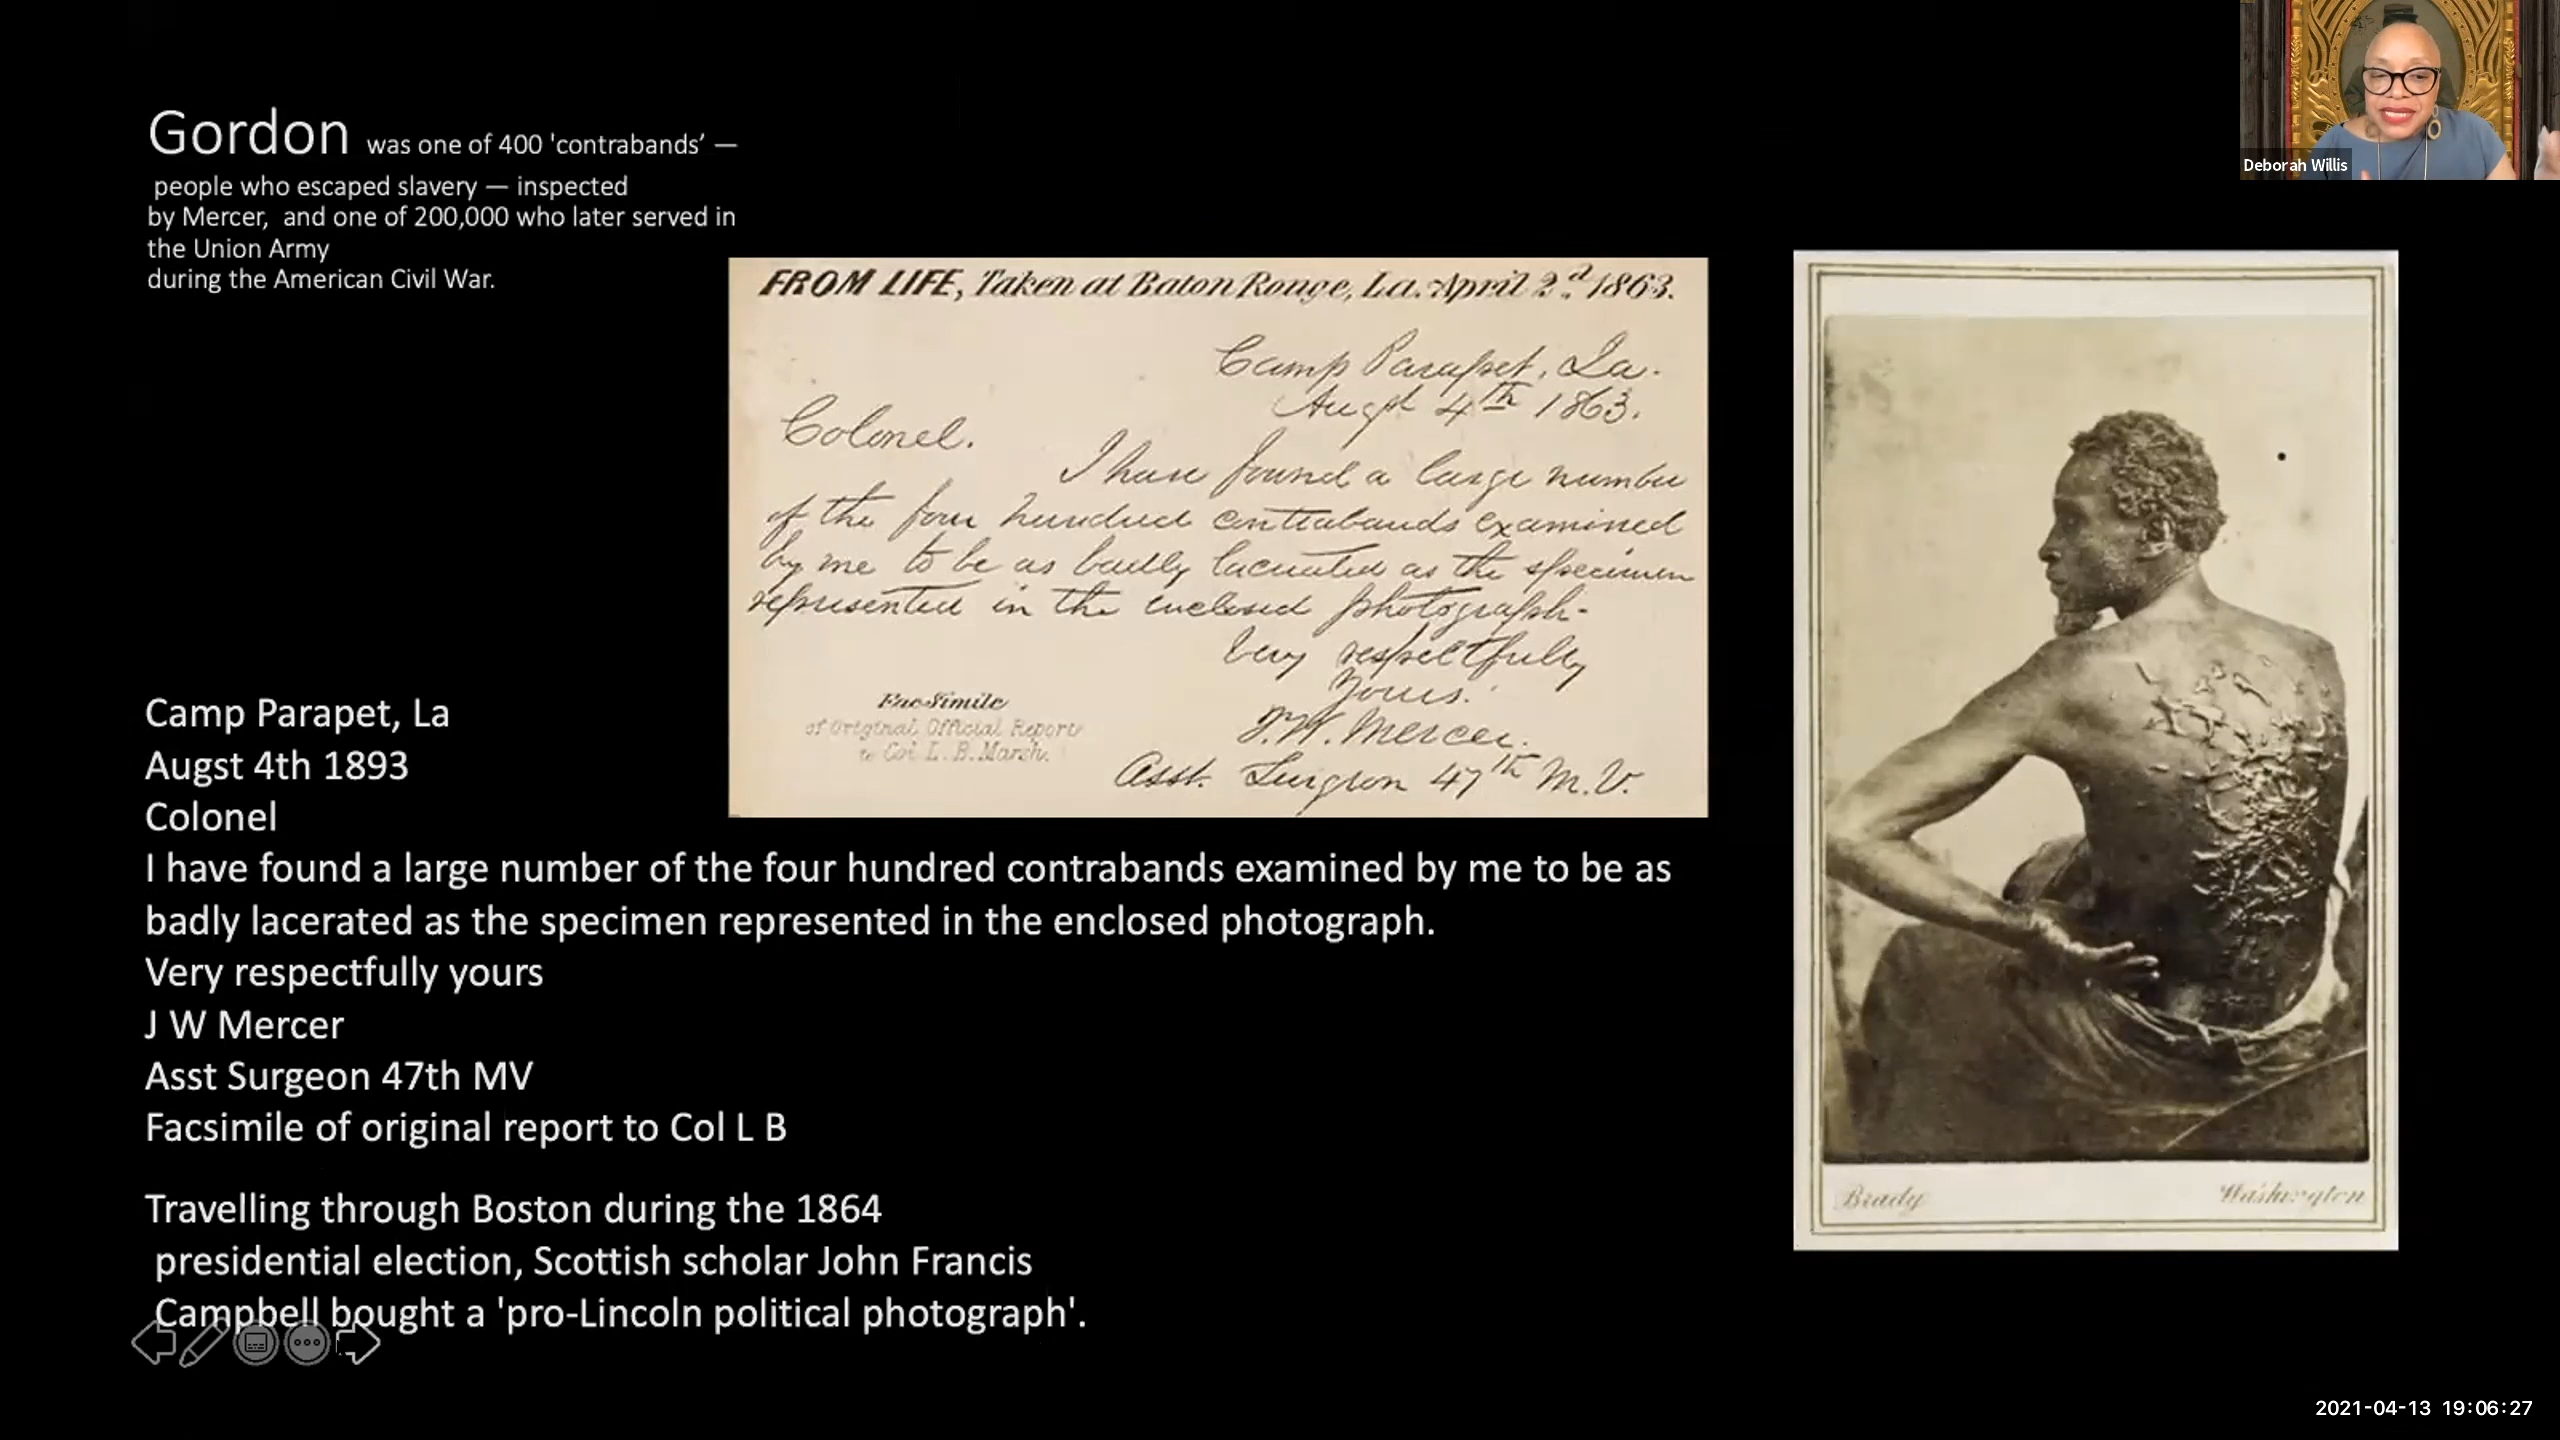 Deborah Willis
Gordon was one of 400 'contrabands’ —
people who escaped slavery — inspected
by Mercer,  and one of 200,000 who later served in
the Union Army
during the American Civil War.
FROM LIFE, Taken at Baton Rouge, La. April 2d 1863.
Camp Parapet, La.
Augst 4th 1863.
Colonel.
I have found a large number
of the four hundred contrabands examined
by me to be as badly lacerated as the specimen
represented in the enclosed photograph.
Very respectfully
Yours.
J. W. Mercer.
Asst. Surgeon 47th M.V.
Fac-Simile
of Original Official Report
to Col. L. B. Marsh.
Camp Parapet, La
Augst 4th 1893
Colonel
I have found a large number of the four hundred contrabands examined by me to be as
badly lacerated as the specimen represented in the enclosed photograph.
Very respectfully yours
J W Mercer
Asst Surgeon 47th MV
Facsimile of original report to Col L B
Travelling through Boston during the 1864
presidential election, Scottish scholar John Francis
Campbell bought a 'pro-Lincoln political photograph'.
Brady Washington
2021-04-13 19:06:27